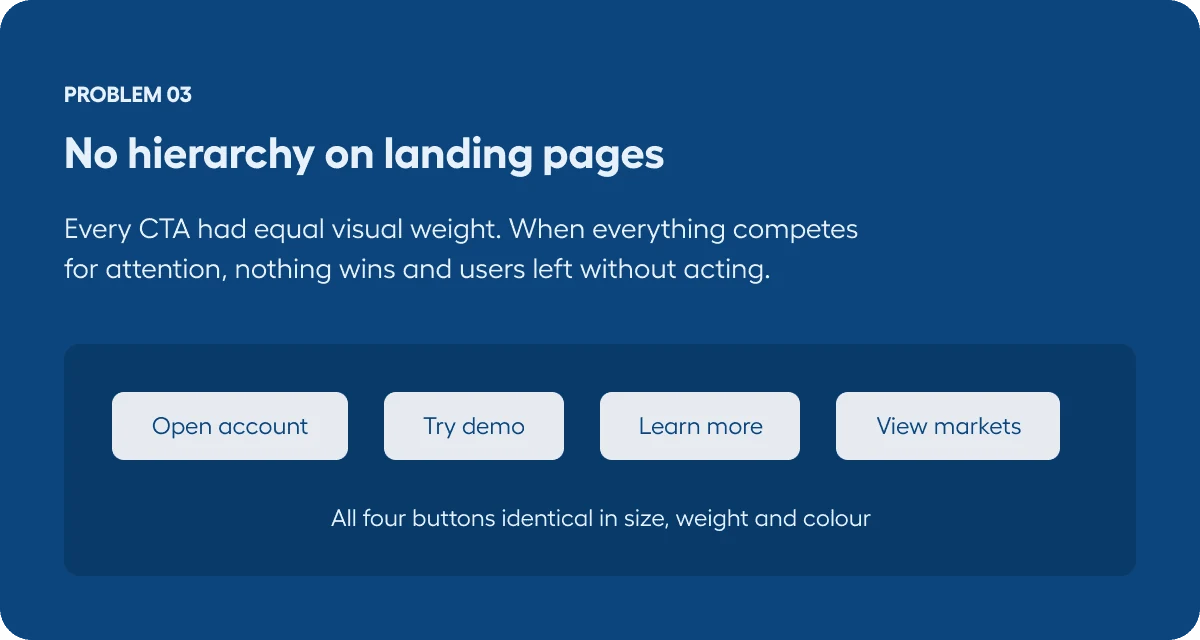 PROBLEM 03
No hierarchy on landing pages
Every CTA had equal visual weight. When everything competes
for attention, nothing wins and users left without acting.
Open account
Try demo
Learn more
View markets
All four buttons identical in size, weight and colour